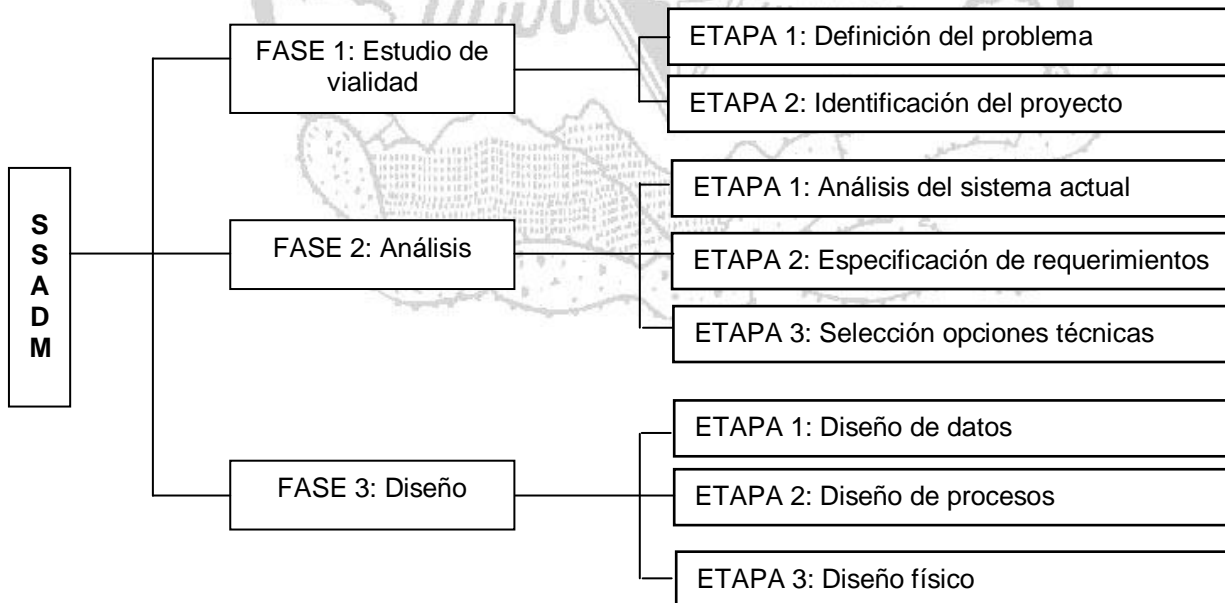 SSADM
FASE 1: Estudio de
vialidad
ETAPA 1: Definición del problema
ETAPA 2: Identificación del proyecto
FASE 2: Análisis
ETAPA 1: Análisis del sistema actual
ETAPA 2: Especificación de requerimientos
ETAPA 3: Selección opciones técnicas
FASE 3: Diseño
ETAPA 1: Diseño de datos
ETAPA 2: Diseño de procesos
ETAPA 3: Diseño físico